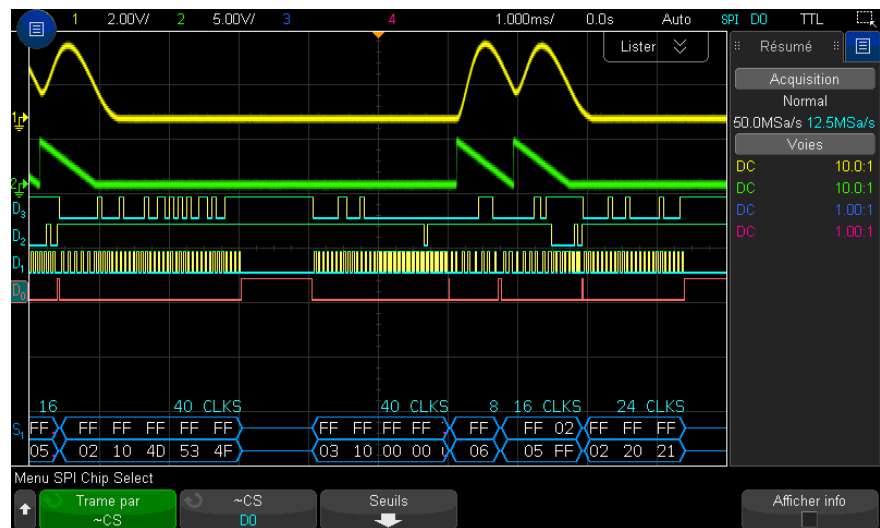 1 2.00V/ 2 5.00V/ 3 4 1.000ms/ 0.0s Auto SPI D0 TTL
Lister
Résumé
Acquisition
Normal
50.0MSa/s 12.5MSa/s
Voies
DC 10.0:1
DC 10.0:1
DC 1.00:1
DC 1.00:1
1
2
D3
D2
D1
D0
16 40 CLKS 40 CLKS 8 16 CLKS 24 CLKS
S1 FF FF FF FF FF FF FF FF FF FF FF FF 02 FF FF FF
05 02 10 4D 53 4F 03 10 00 00 06 05 FF 02 20 21
Menu SPI Chip Select
Trame par
~CS
~CS
D0
Seuils
Afficher info